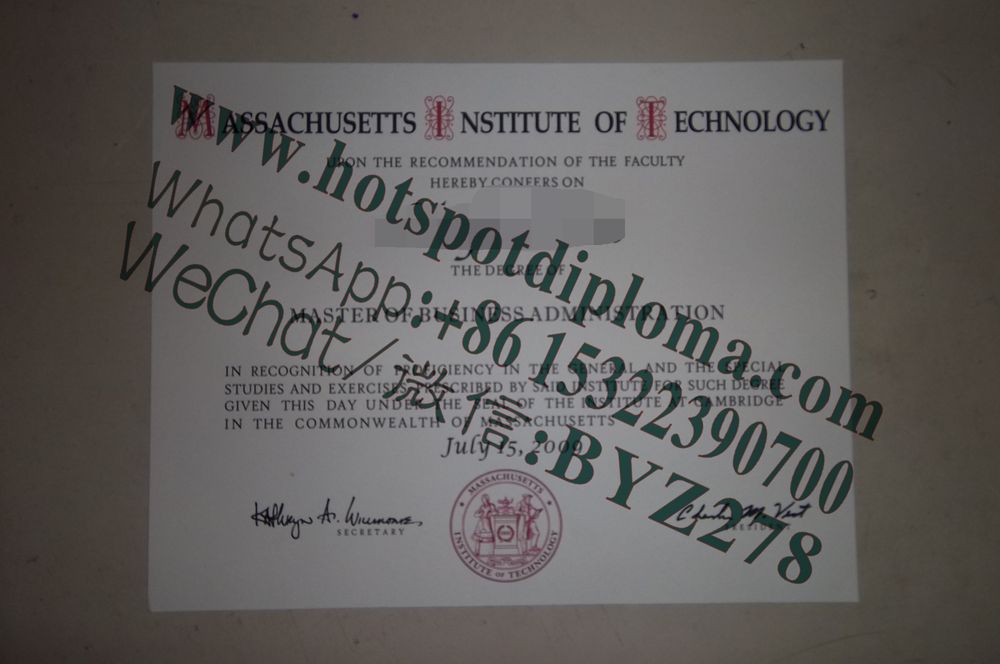 MASSACHUSETTS INSTITUTE OF TECHNOLOGY
UPON THE RECOMMENDATION OF THE FACULTY
HEREBY CONFERS ON
THE DEGREE OF
MASTER OF BUSINESS ADMINISTRATION
IN RECOGNITION OF PROFICIENCY IN THE GENERAL AND THE SPECIAL
STUDIES AND EXERCISES PRESCRIBED BY SAID INSTITUTE FOR SUCH DEGREE
GIVEN THIS DAY UNDER THE SEAL OF THE INSTITUTE AT CAMBRIDGE
IN THE COMMONWEALTH OF MASSACHUSETTS
July 15, 2009
SECRETARY
PRESIDENT
MASSACHUSETTS
INSTITUTE OF TECHNOLOGY
www.hotspotdiploma.com
WhatsApp:+86 15322390700
WeChat/微信:BYZ278